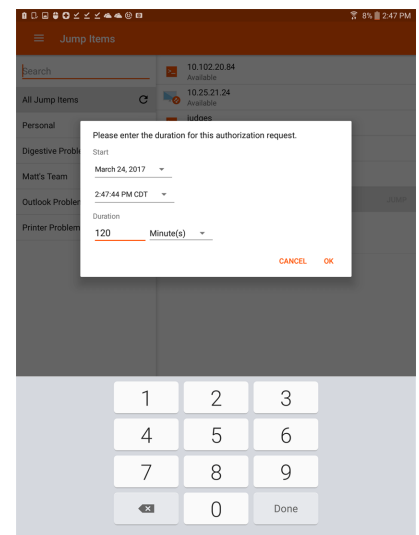 8% 2:47 PM
Jump Items
Search
All Jump Items
Personal
Digestive Proble
Matt's Team
Outlook Problem
Printer Problem
10.102.20.84
Available
10.25.21.24
Available
judges
JUMP
Please enter the duration for this authorization request.
Start
March 24, 2017
2:47:44 PM CDT
Duration
120 Minute(s)
CANCEL OK
1 2 3
4 5 6
7 8 9
0 Done